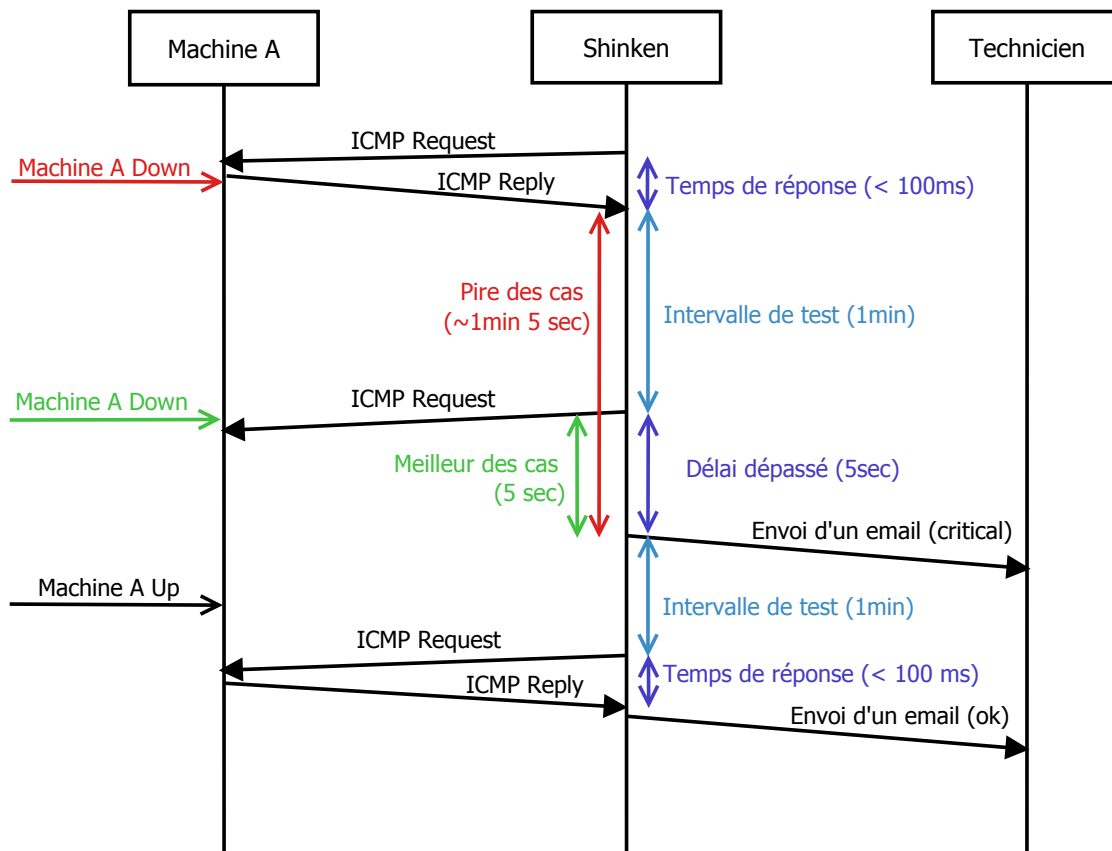 Machine A
Shinken
Technicien
ICMP Request
Machine A Down
ICMP Reply
Temps de réponse (< 100ms)
Pire des cas
(~1min 5 sec)
Intervalle de test (1min)
Machine A Down
ICMP Request
Meilleur des cas
(5 sec)
Délai dépassé (5sec)
Envoi d'un email (critical)
Machine A Up
Intervalle de test (1min)
ICMP Request
Temps de réponse (< 100 ms)
ICMP Reply
Envoi d'un email (ok)